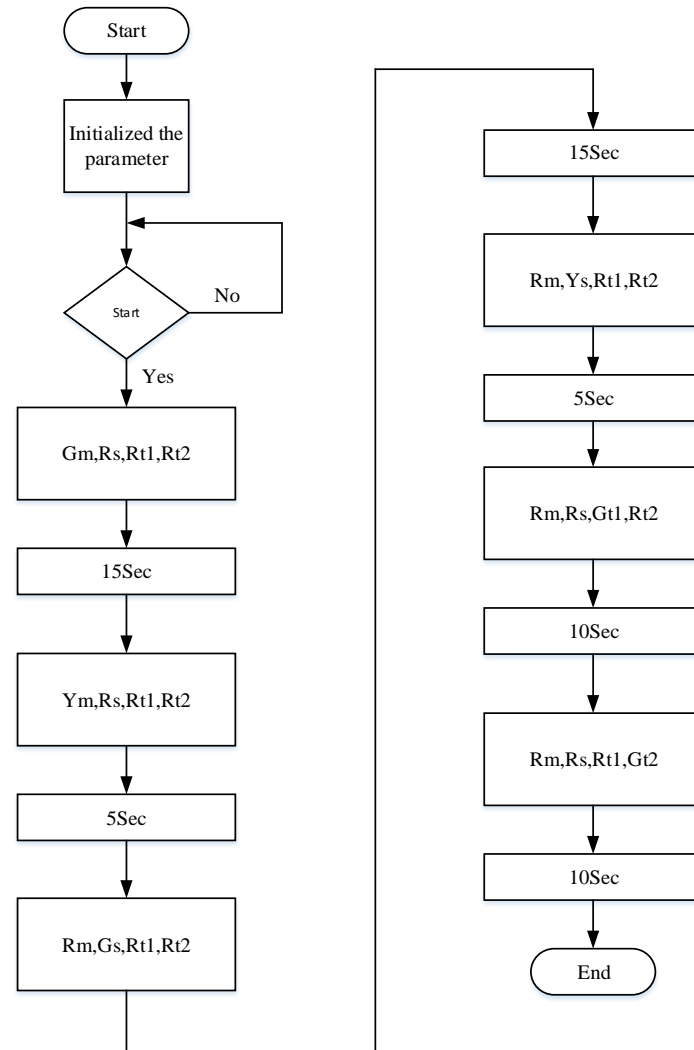 Start
Initialized the
parameter
Start
No
Yes
Gm,Rs,Rt1,Rt2
15Sec
Ym,Rs,Rt1,Rt2
5Sec
Rm,Gs,Rt1,Rt2
15Sec
Rm,Ys,Rt1,Rt2
5Sec
Rm,Rs,Gt1,Rt2
10Sec
Rm,Rs,Rt1,Gt2
10Sec
End